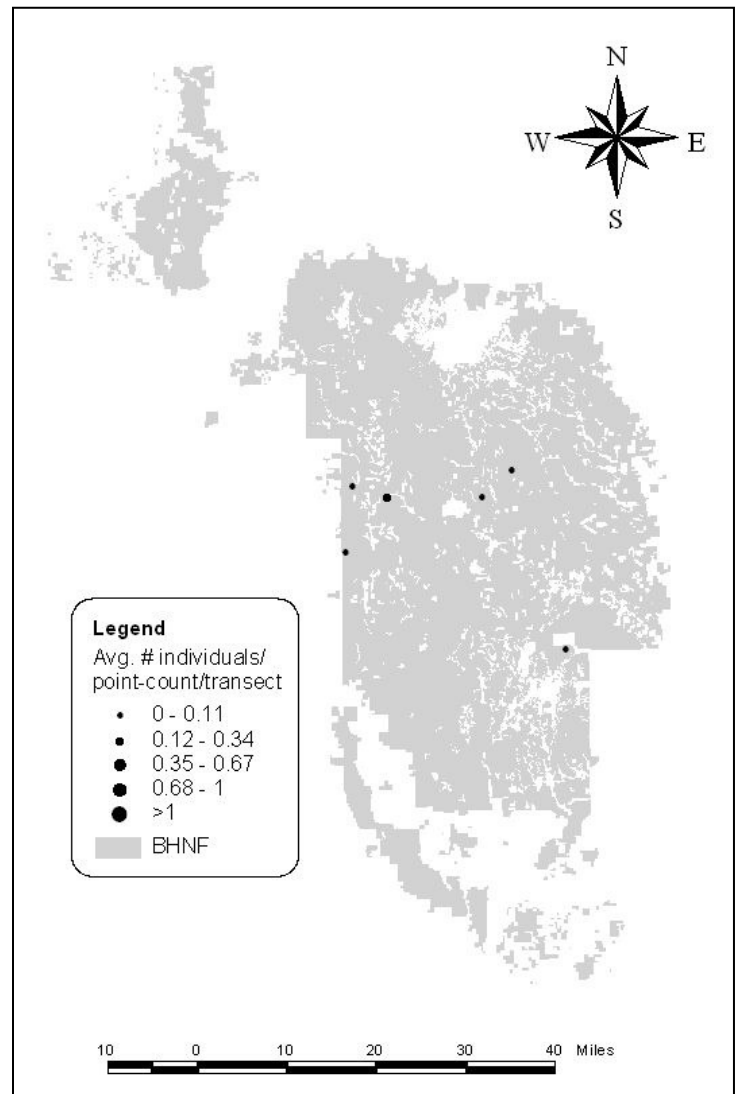 N
W E
S
Legend
Avg. # individuals/
point-count/transect
0 - 0.11
0.12 - 0.34
0.35 - 0.67
0.68 - 1
>1
BHNF
10 0 10 20 30 40 Miles